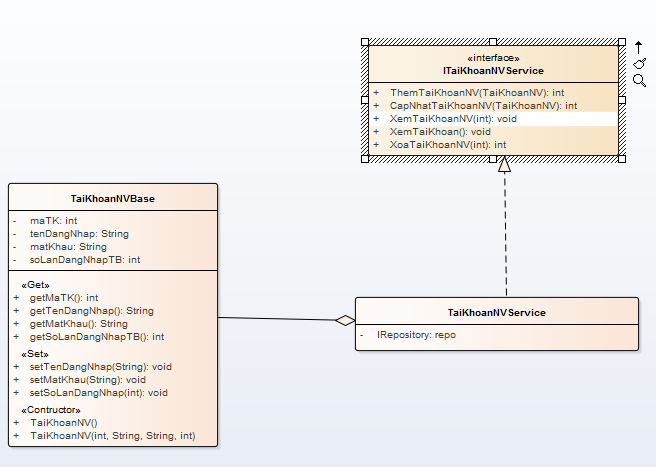 «interface»
ITaiKhoanNVService
+ ThemTaiKhoanNV(TaiKhoanNV): int
+ CapNhatTaiKhoanNV(TaiKhoanNV): int
+ XemTaiKhoanNV(int): void
+ XemTaiKhoan(): void
+ XoaTaiKhoanNV(int): int
TaiKhoanNVBase
- maTK: int
- tenDangNhap: String
- matKhau: String
- soLanDangNhapTB: int
«Get»
+ getMaTK(): int
+ getTenDangNhap(): String
+ getMatKhau(): String
+ getSoLanDangNhapTB(): int
«Set»
+ setTenDangNhap(String): void
+ setMatKhau(String): void
+ setSoLanDangNhap(int): void
«Contructor»
+ TaiKhoanNV()
+ TaiKhoanNV(int, String, String, int)
TaiKhoanNVService
- IRepository: repo